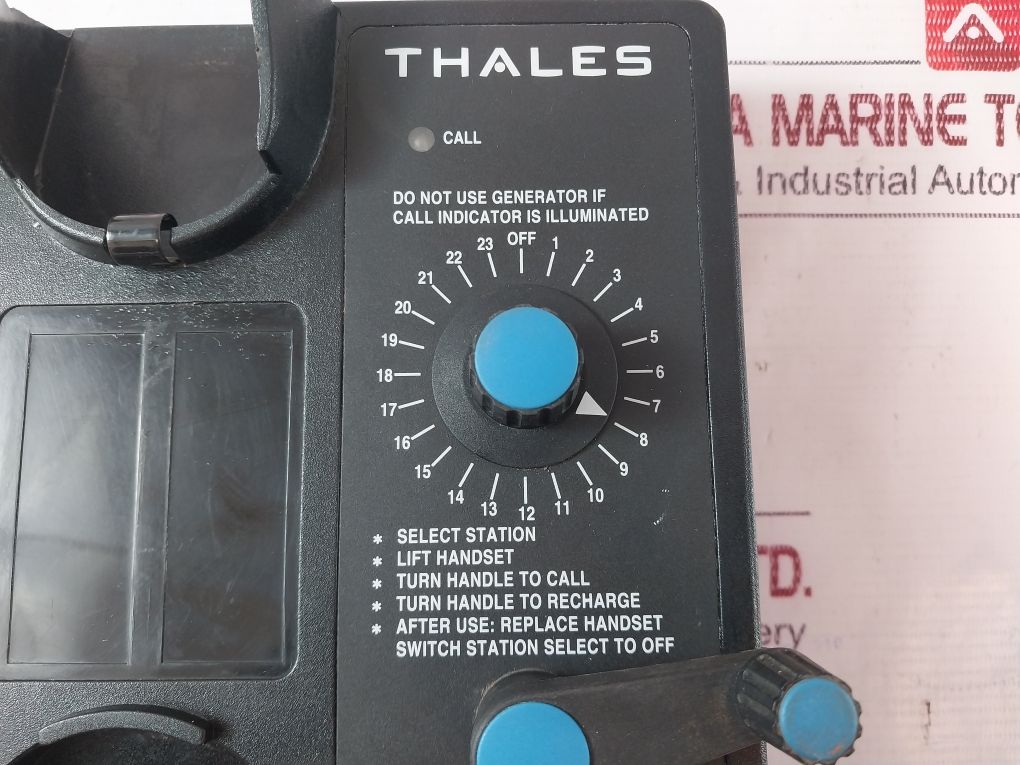 THALES
CALL
DO NOT USE GENERATOR IF
CALL INDICATOR IS ILLUMINATED
OFF
1
2
3
4
5
6
7
8
9
10
11
12
13
14
15
16
17
18
19
20
21
22
23
* SELECT STATION
* LIFT HANDSET
* TURN HANDLE TO CALL
* TURN HANDLE TO RECHARGE
* AFTER USE: REPLACE HANDSET
SWITCH STATION SELECT TO OFF
A MARINE
Industrial